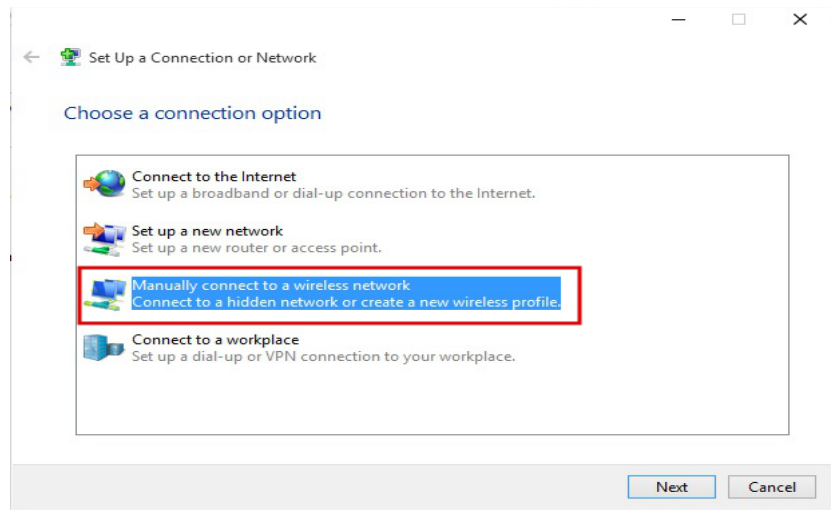 Set Up a Connection or Network
Choose a connection option
Connect to the Internet
Set up a broadband or dial-up connection to the Internet.
Set up a new network
Set up a new router or access point.
Manually connect to a wireless network
Connect to a hidden network or create a new wireless profile.
Connect to a workplace
Set up a dial-up or VPN connection to your workplace.
Next Cancel